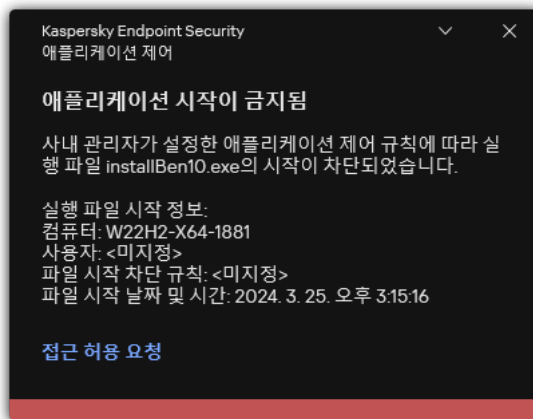 Kaspersky Endpoint Security
애플리케이션 제어
애플리케이션 시작이 금지됨
사내 관리자가 설정한 애플리케이션 제어 규칙에 따라 실
행 파일 installBen10.exe의 시작이 차단되었습니다.
실행 파일 시작 정보:
컴퓨터: W22H2-X64-1881
사용자: <미지정>
파일 시작 차단 규칙: <미지정>
파일 시작 날짜 및 시간: 2024. 3. 25. 오후 3:15:16
접근 허용 요청